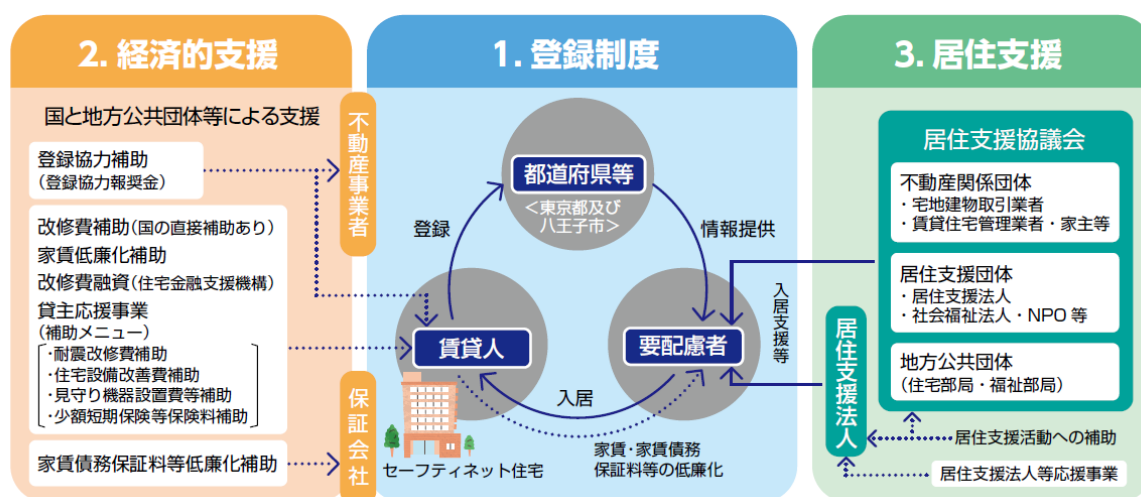 2. 経済的支援
国と地方公共団体等による支援
登録協力補助
（登録協力報奨金）
改修費補助（国の直接補助あり）
家賃低廉化補助
改修費融資（住宅金融支援機構）
貸主応援事業
（補助メニュー）
・耐震改修費補助
・住宅設備改善費補助
・見守り機器設置費等補助
・少額短期保険等保険料補助
家賃債務保証料等低廉化補助
不動産事業者
保証会社
1. 登録制度
都道府県等
＜東京都及び
八王子市＞
登録
情報提供
賃貸人
要配慮者
入居
セーフティネット住宅
家賃・家賃債務
保証料等の低廉化
入居支援等
3. 居住支援
居住支援協議会
不動産関係団体
・宅地建物取引業者
・賃貸住宅管理業者・家主等
居住支援団体
・居住支援法人
・社会福祉法人・NPO 等
地方公共団体
（住宅部局・福祉部局）
居住支援法人
居住支援活動への補助
居住支援法人等応援事業